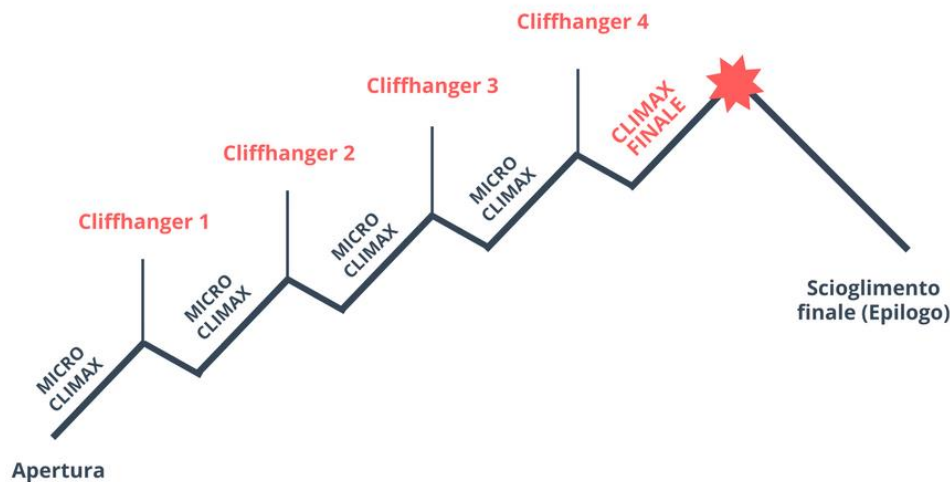 Cliffhanger 4
Cliffhanger 3
Cliffhanger 2
Cliffhanger 1
CLIMAX
FINALE
MICRO
CLIMAX
MICRO
CLIMAX
MICRO
CLIMAX
MICRO
CLIMAX
Apertura
Scioglimento
finale (Epilogo)